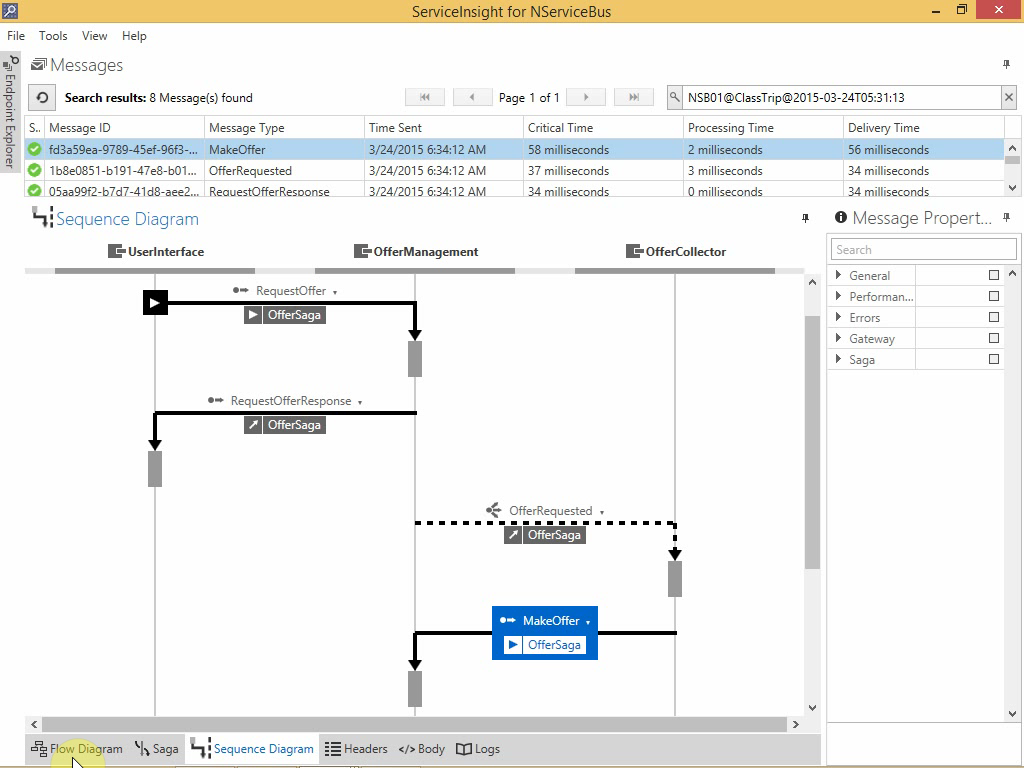 ServiceInsight for NServiceBus
File Tools View Help
Endpoint Explorer
Messages
Search results: 8 Message(s) found
Page 1 of 1
NSB01@ClassTrip@2015-03-24T05:31:13
S.. Message ID Message Type Time Sent Critical Time Processing Time Delivery Time
fd3a59ea-9789-45ef-96f3-... MakeOffer 3/24/2015 6:34:12 AM 58 milliseconds 2 milliseconds 56 milliseconds
1b8e0851-b191-47e8-b01... OfferRequested 3/24/2015 6:34:12 AM 37 milliseconds 3 milliseconds 34 milliseconds
05aa99f2-b7d7-41d8-aee2... RequestOfferResponse 3/24/2015 6:34:12 AM 34 milliseconds 0 milliseconds 34 milliseconds
Sequence Diagram
UserInterface OfferManagement OfferCollector
RequestOffer
OfferSaga
RequestOfferResponse
OfferSaga
OfferRequested
OfferSaga
MakeOffer
OfferSaga
Message Propert...
Search
General
Performan...
Errors
Gateway
Saga
Flow Diagram Saga Sequence Diagram Headers Body Logs